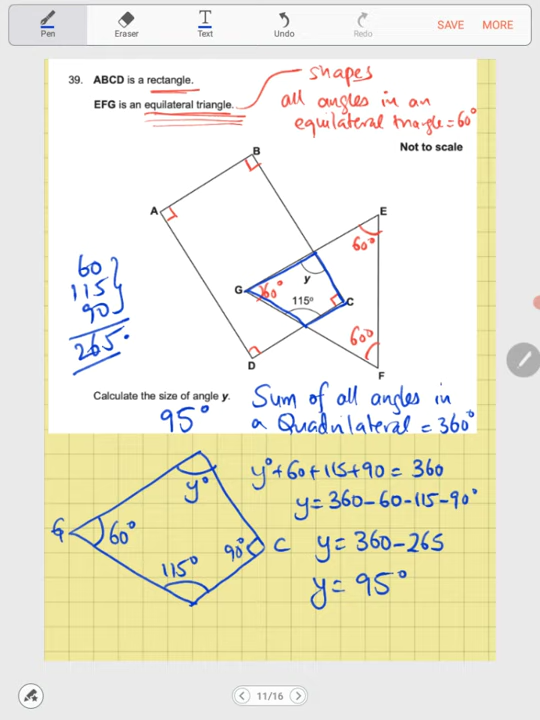 Pen
Eraser
Text
Undo
Redo
SAVE
MORE
39. ABCD is a rectangle.
EFG is an equilateral triangle.
shapes
all angles in an
equilateral triangle = 60°
Not to scale
B
A
E
60°
y
G
60°
115°
C
60°
D
F
60
115
90
265°
Calculate the size of angle y.
95°
Sum of all angles in
a Quadrilateral = 360°
y°+60+115+90 = 360
y = 360-60-115-90°
y = 360-265
y = 95°
y°
G
60°
115°
90°
C
11/16